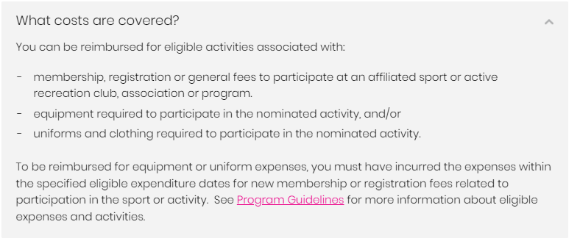 What costs are covered?
You can be reimbursed for eligible activities associated with:
- membership, registration or general fees to participate at an affiliated sport or active
recreation club, association or program.
- equipment required to participate in the nominated activity, and/or
- uniforms and clothing required to participate in the nominated activity.
To be reimbursed for equipment or uniform expenses, you must have incurred the expenses within
the specified eligible expenditure dates for new membership or registration fees related to
participation in the sport or activity. See Program Guidelines for more information about eligible
expenses and activities.